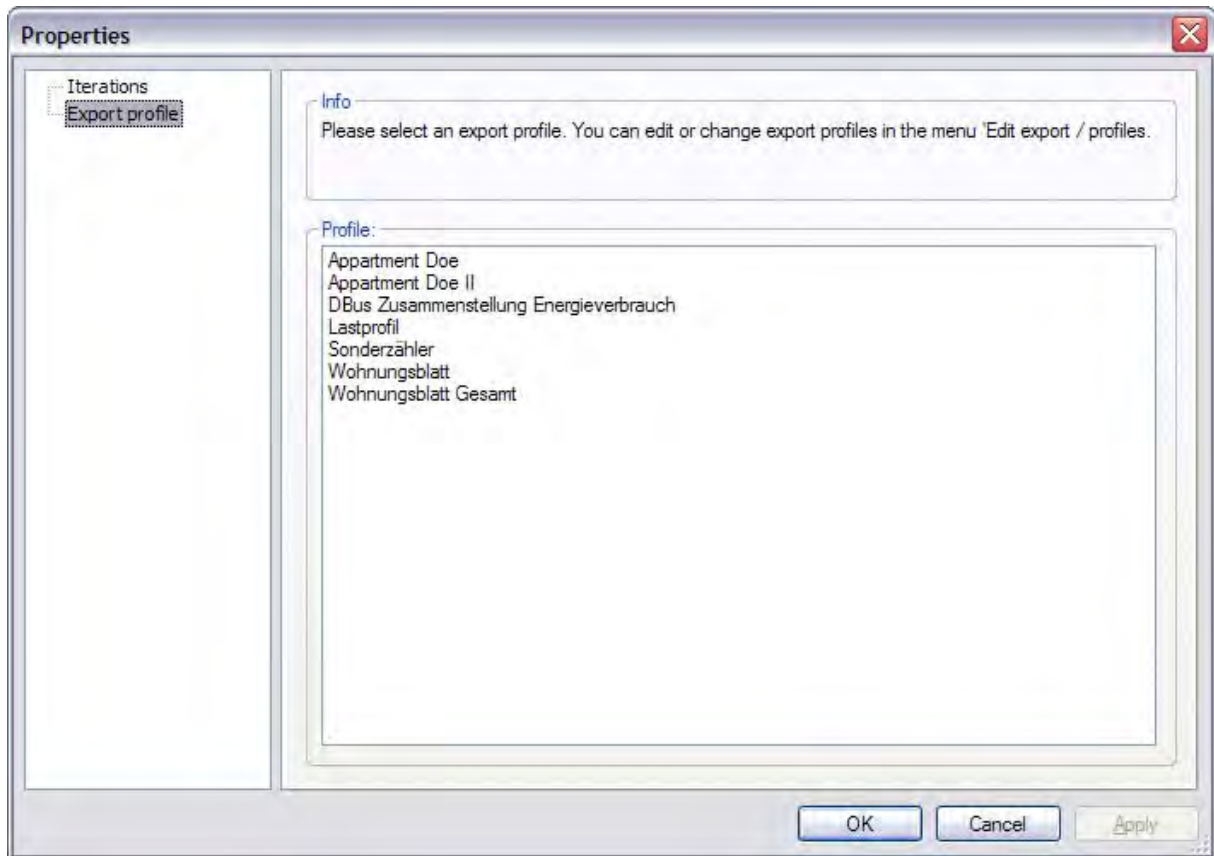 Properties
Iterations
Export profile
Info
Please select an export profile. You can edit or change export profiles in the menu 'Edit export / profiles.
Profile:
Appartment Doe
Appartment Doe II
DBus Zusammenstellung Energieverbrauch
Lastprofil
Sonderzähler
Wohnungsblatt
Wohnungsblatt Gesamt
OK
Cancel
Apply